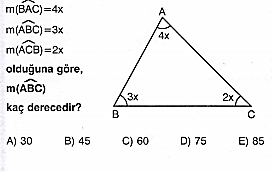 m(BAC)=4x
m(ABC)=3x
m(ACB)=2x
olduğuna göre,
m(ABC)
kaç derecedir?
A
4x
3x
2x
B
C
A) 30 B) 45 C) 60 D) 75 E) 85